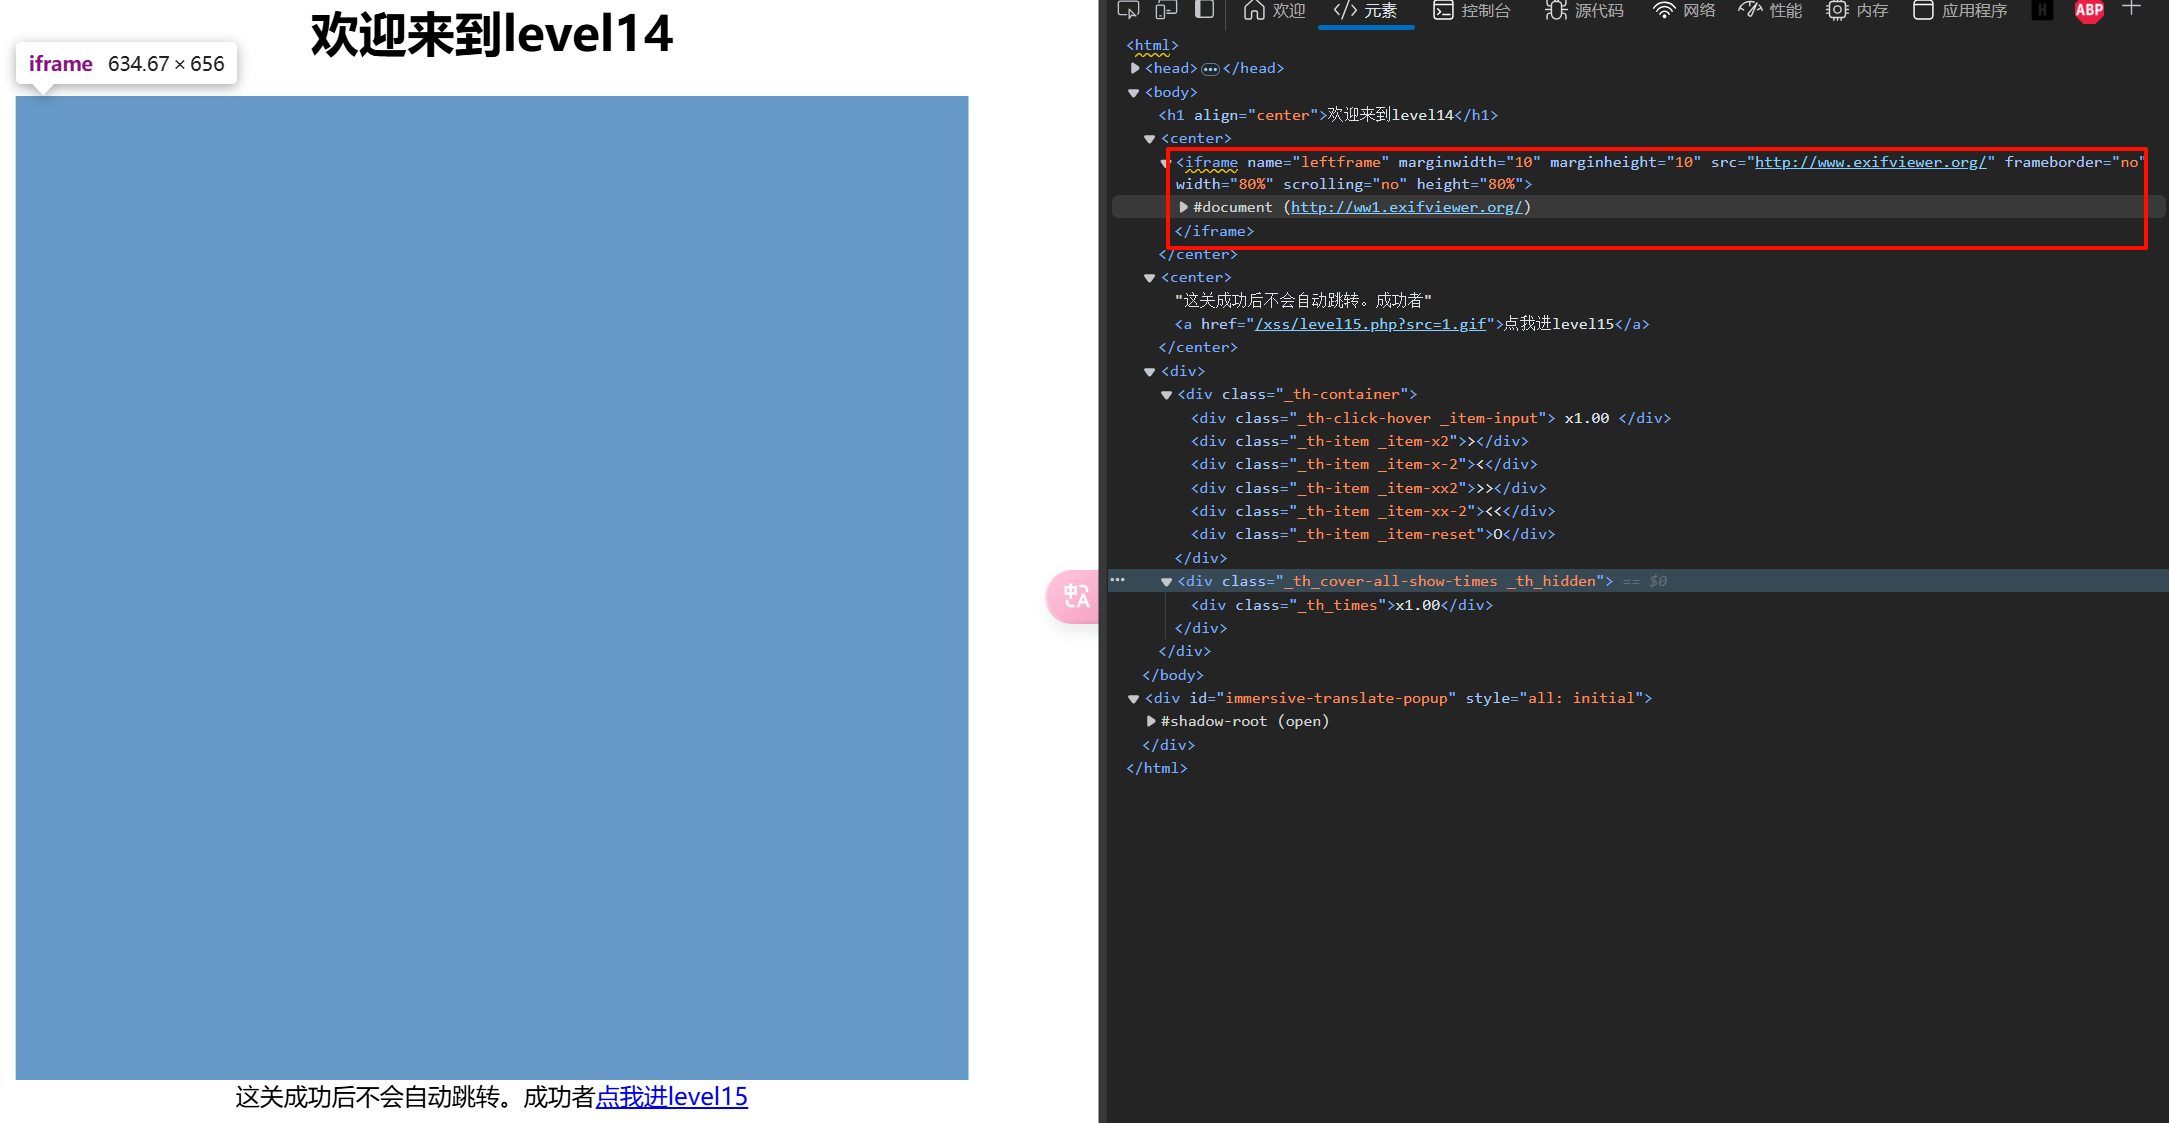 欢迎来到level14
iframe 634.67 × 656
这关成功后不会自动跳转。成功者点我进level15
中A
欢迎 </> 元素 控制台 源代码 网络 性能 内存 应用程序 H ABP
<html>
<head> ••• </head>
<body>
<h1 align="center">欢迎来到level14</h1>
<center>
<iframe name="leftframe" marginwidth="10" marginheight="10" src="http://www.exifviewer.org/" frameborder="no"
width="80%" scrolling="no" height="80%">
#document (http://ww1.exifviewer.org/)
</iframe>
</center>
<center>
"这关成功后不会自动跳转。成功者"
<a href="/xss/level15.php?src=1.gif">点我进level15</a>
</center>
<div>
<div class="_th-container">
<div class="_th-click-hover _item-input"> x1.00 </div>
<div class="_th-item _item-x2">></div>
<div class="_th-item _item-x-2"><</div>
<div class="_th-item _item-xx2">>></div>
<div class="_th-item _item-xx-2"><<</div>
<div class="_th-item _item-reset">O</div>
</div>
••• <div class="_th_cover-all-show-times _th_hidden"> == $0
<div class="_th_times">x1.00</div>
</div>
</div>
</body>
<div id="immersive-translate-popup" style="all: initial">
#shadow-root (open)
</div>
</html>